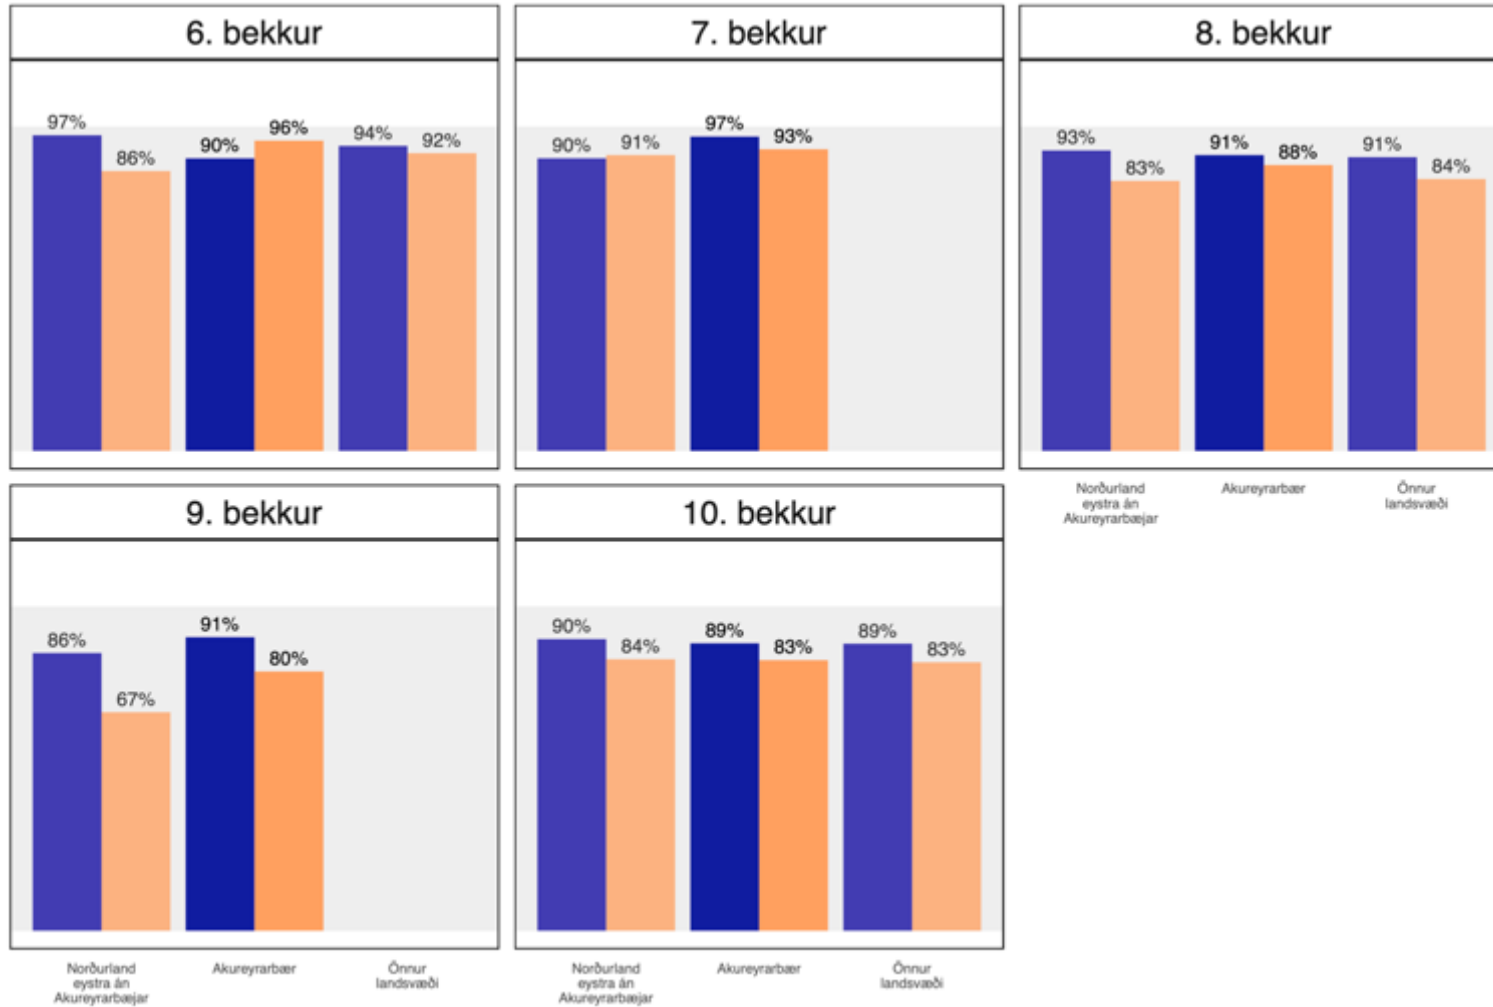 6. bekkur
97%
86%
90%
96%
94%
92%
7. bekkur
90%
91%
97%
93%
8. bekkur
93%
83%
91%
88%
91%
84%
Norðurland
eystra án
Akureyrarbæjar
Akureyrarbær
Önnur
landsvæði
9. bekkur
86%
67%
91%
80%
Norðurland
eystra án
Akureyrarbæjar
Akureyrarbær
Önnur
landsvæði
10. bekkur
90%
84%
89%
83%
89%
83%
Norðurland
eystra án
Akureyrarbæjar
Akureyrarbær
Önnur
landsvæði